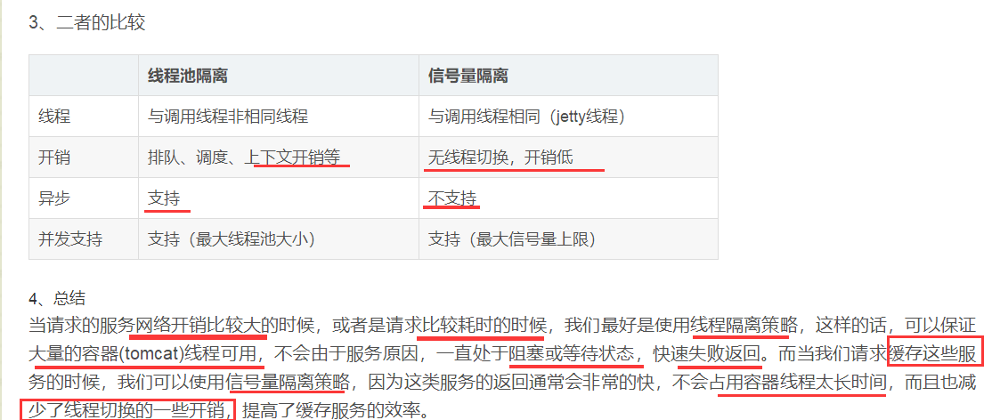 3、二者的比较
线程池隔离 信号量隔离
线程 与调用线程非相同线程 与调用线程相同（jetty线程）
开销 排队、调度、上下文开销等 无线程切换，开销低
异步 支持 不支持
并发支持 支持（最大线程池大小） 支持（最大信号量上限）
4、总结
当请求的服务网络开销比较大的时候，或者是请求比较耗时的时候，我们最好是使用线程隔离策略，这样的话，可以保证
大量的容器(tomcat)线程可用，不会由于服务原因，一直处于阻塞或等待状态，快速失败返回。而当我们请求缓存这些服
务的时候，我们可以使用信号量隔离策略，因为这类服务的返回通常会非常的快，不会占用容器线程太长时间，而且也减
少了线程切换的一些开销，提高了缓存服务的效率。